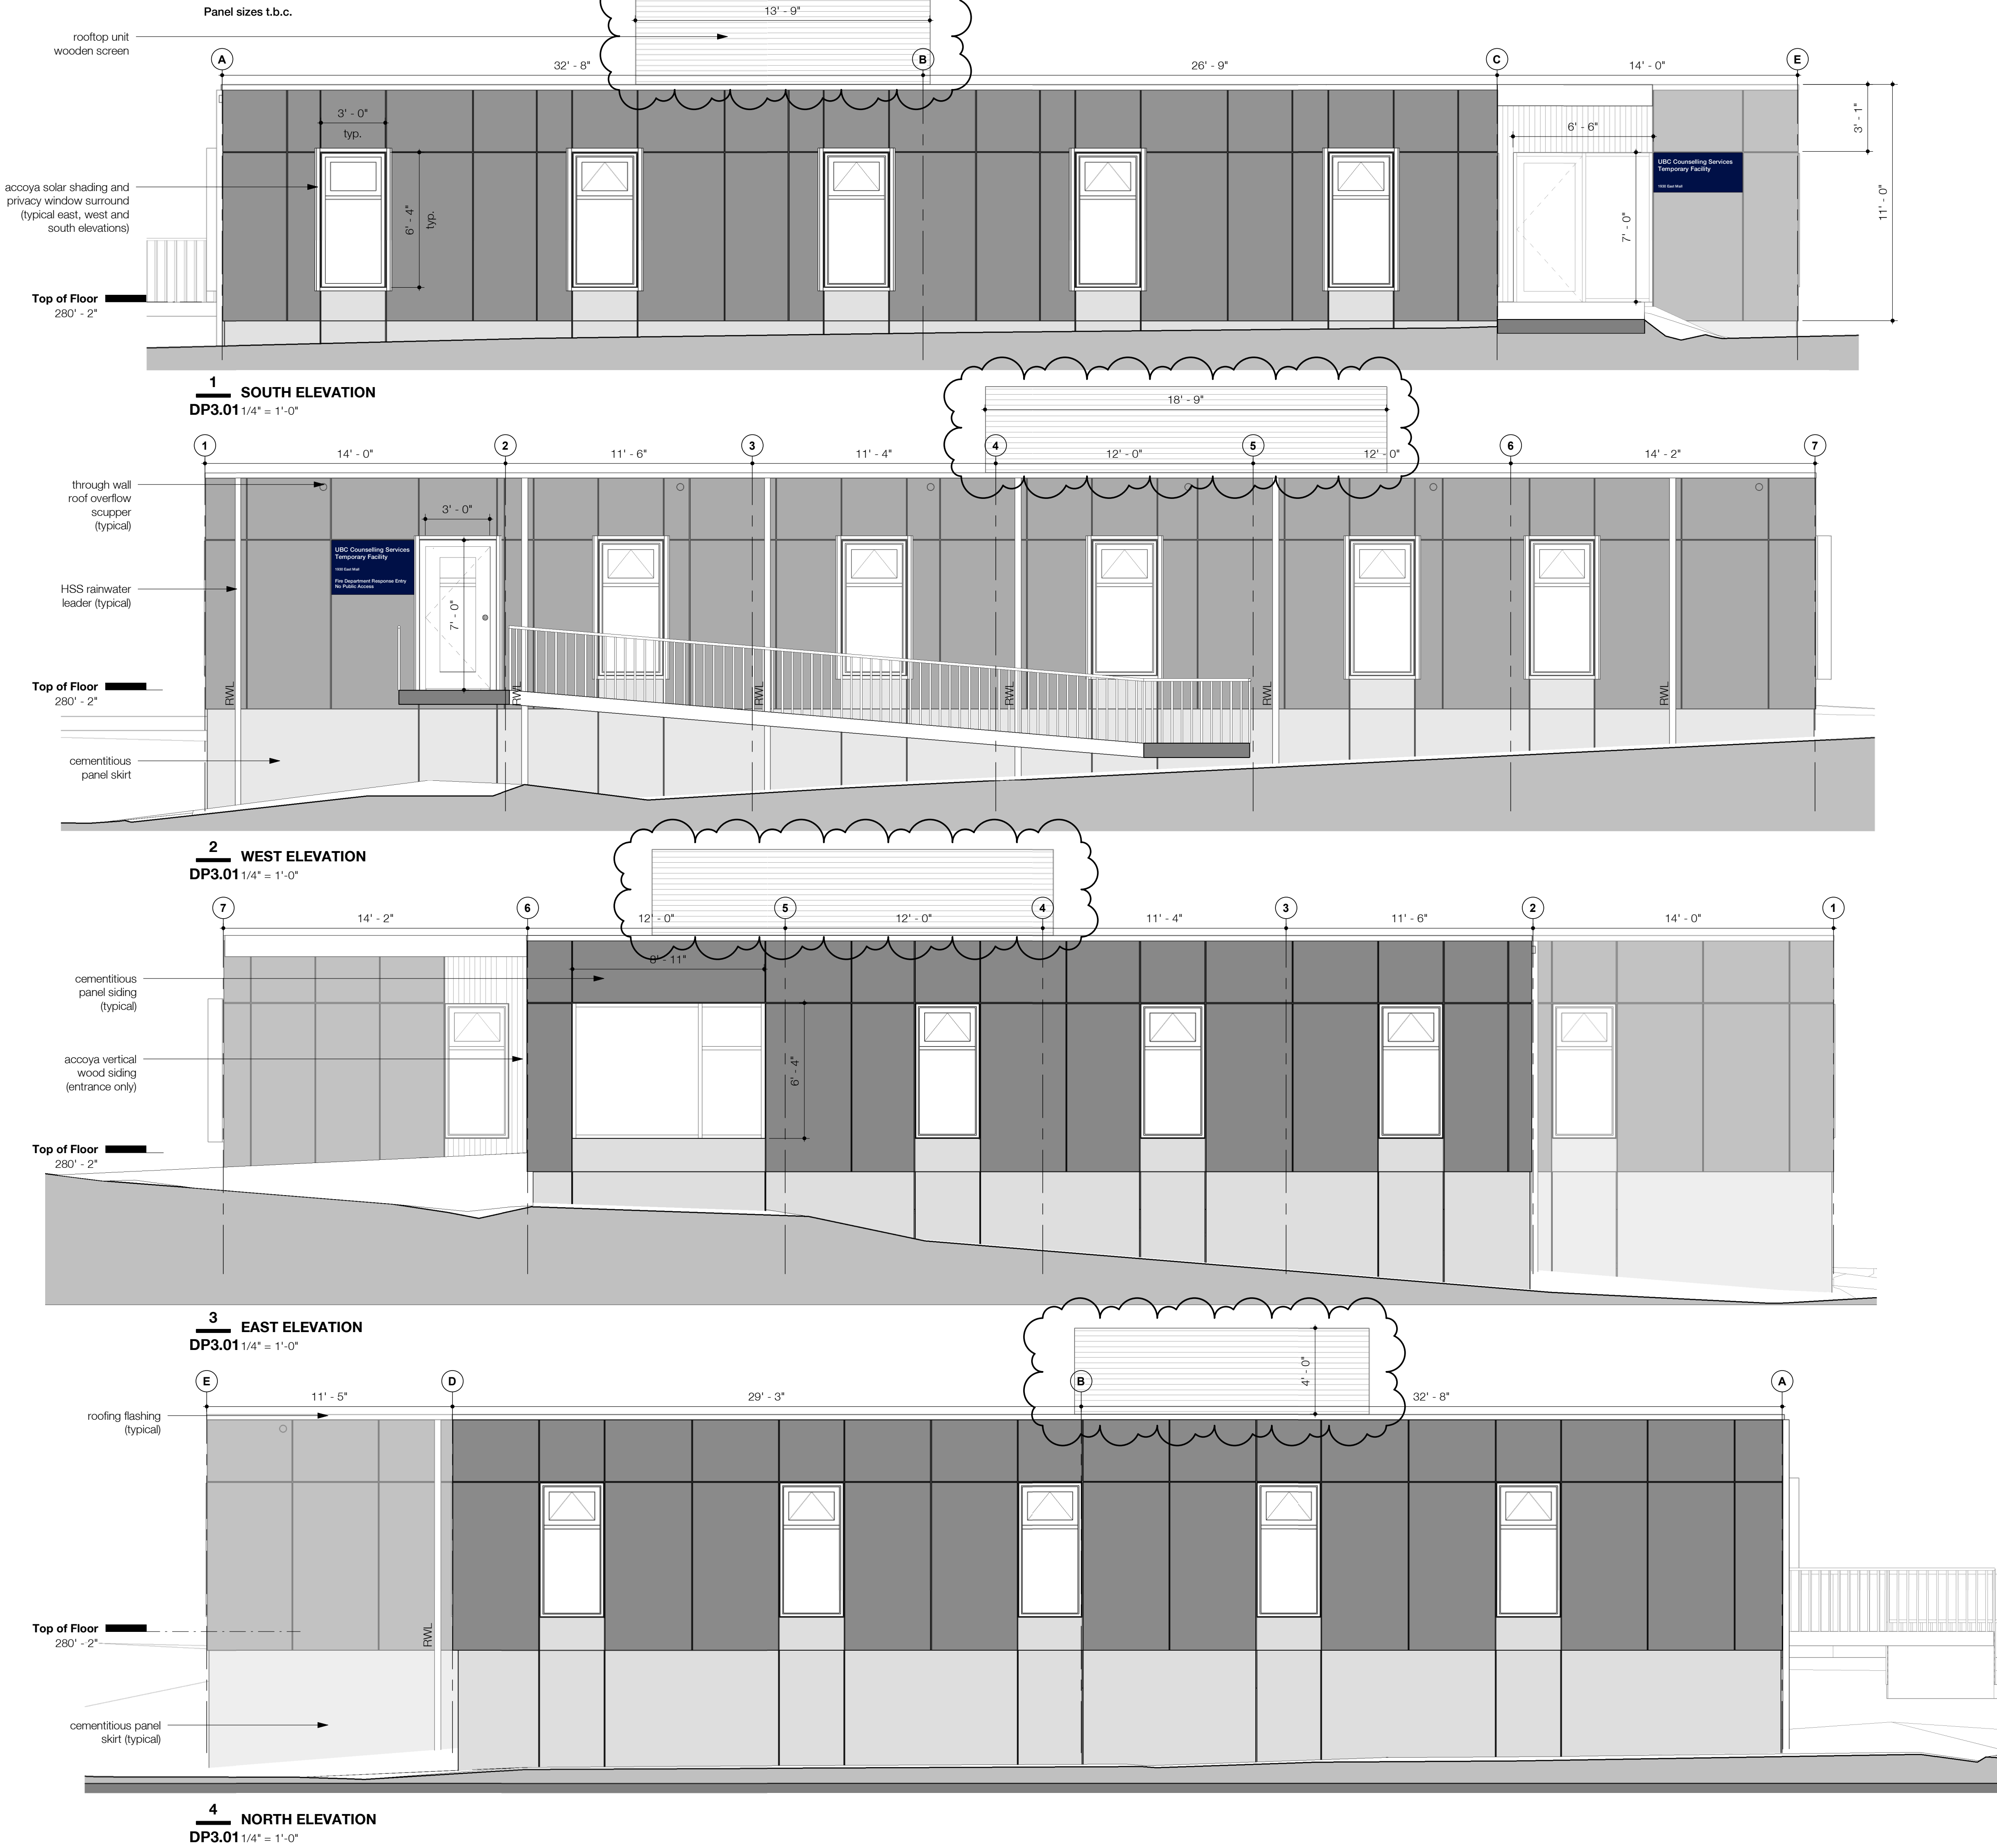 Panel sizes t.b.c.
13' - 9"
rooftop unit
wooden screen
A
B
C
E
32' - 8"
26' - 9"
14' - 0"
3' - 0"
typ.
6' - 4"
typ.
6' - 6"
7' - 0"
3' - 1"
11' - 0"
UBC Counselling Services
Temporary Facility
1930 East Mall
accoya solar shading and
privacy window surround
(typical east, west and
south elevations)
Top of Floor
280' - 2"
1
SOUTH ELEVATION
DP3.01 1/4" = 1'-0"
18' - 9"
1
2
3
4
5
6
7
14' - 0"
11' - 6"
11' - 4"
12' - 0"
12' - 0"
14' - 2"
through wall
roof overflow
scupper
(typical)
3' - 0"
UBC Counselling Services
Temporary Facility
1930 East Mall
Fire Department Response Entry
No Public Access
7' - 0"
HSS rainwater
leader (typical)
RWL
RWL
RWL
RWL
RWL
RWL
Top of Floor
280' - 2"
cementitious
panel skirt
2
WEST ELEVATION
DP3.01 1/4" = 1'-0"
7
6
5
4
3
2
1
14' - 2"
12' - 0"
12' - 0"
11' - 4"
11' - 6"
14' - 0"
8' - 11"
6' - 4"
cementitious
panel siding
(typical)
accoya vertical
wood siding
(entrance only)
Top of Floor
280' - 2"
3
EAST ELEVATION
DP3.01 1/4" = 1'-0"
4' - 0"
E
D
B
A
11' - 5"
29' - 3"
32' - 8"
roofing flashing
(typical)
RWL
Top of Floor
280' - 2"
cementitious panel
skirt (typical)
4
NORTH ELEVATION
DP3.01 1/4" = 1'-0"